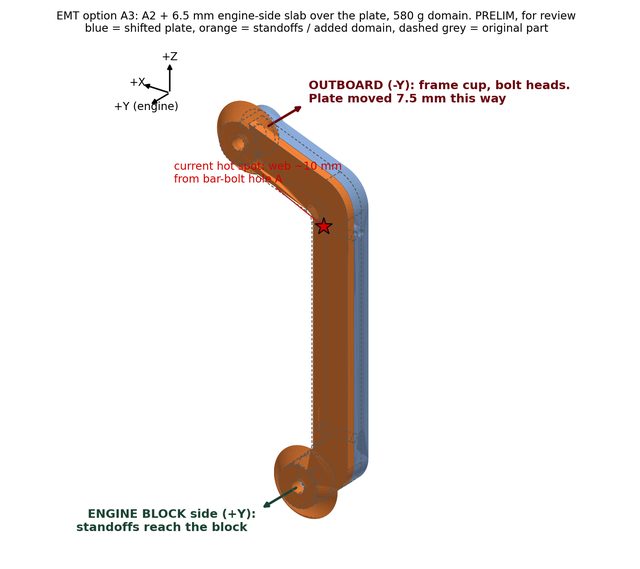 EMT option A3: A2 + 6.5 mm engine-side slab over the plate, 580 g domain. PRELIM, for review
blue = shifted plate, orange = standoffs / added domain, dashed grey = original part
+Z
+X
+Y (engine)
OUTBOARD (-Y): frame cup, bolt heads.
Plate moved 7.5 mm this way
current hot spot: web ~10 mm
from bar-bolt hole A
ENGINE BLOCK side (+Y):
standoffs reach the block